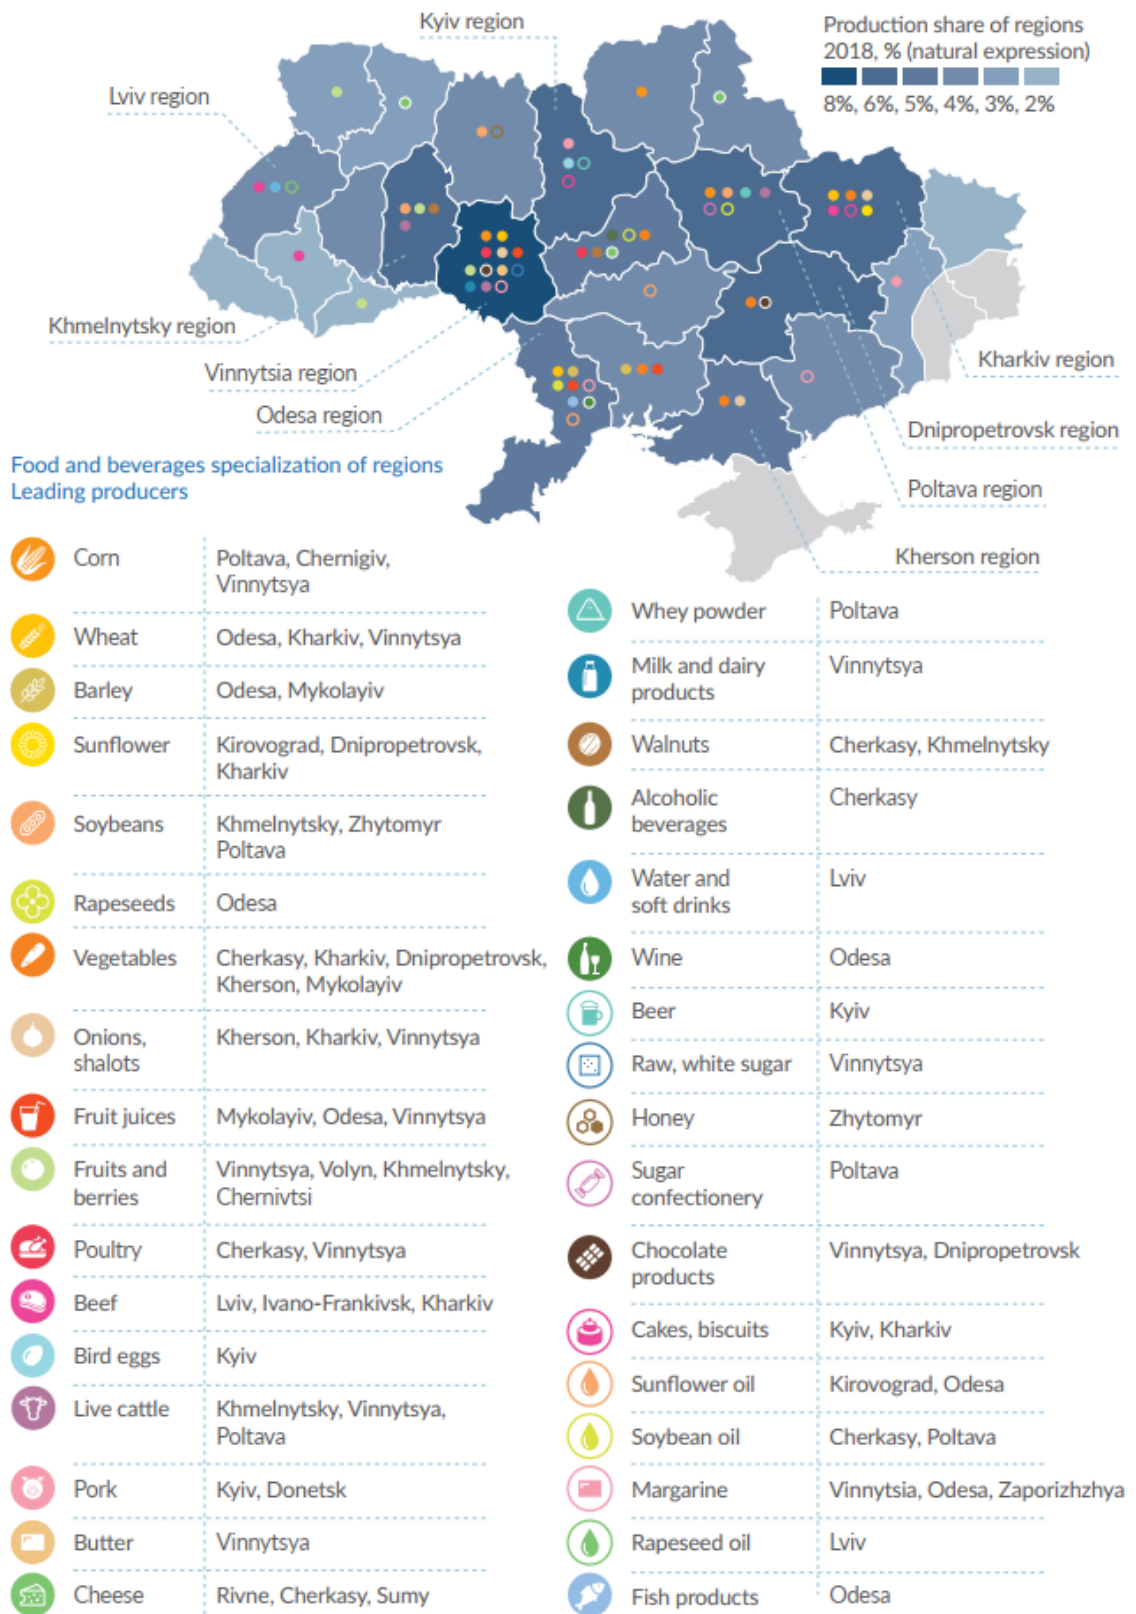 Kyiv region
Production share of regions
2018, % (natural expression)
8%, 6%, 5%, 4%, 3%, 2%
Lviv region
Khmelnytsky region
Vinnytsia region
Odesa region
Kharkiv region
Dnipropetrovsk region
Poltava region
Kherson region
Food and beverages specialization of regions
Leading producers
Corn
Poltava, Chernigiv,
Vinnytsya
Wheat
Odesa, Kharkiv, Vinnytsya
Barley
Odesa, Mykolayiv
Sunflower
Kirovograd, Dnipropetrovsk,
Kharkiv
Soybeans
Khmelnytsky, Zhytomyr
Poltava
Rapeseeds
Odesa
Vegetables
Cherkasy, Kharkiv, Dnipropetrovsk,
Kherson, Mykolayiv
Onions,
shalots
Kherson, Kharkiv, Vinnytsya
Fruit juices
Mykolayiv, Odesa, Vinnytsya
Fruits and
berries
Vinnytsya, Volyn, Khmelnytsky,
Chernivtsi
Poultry
Cherkasy, Vinnytsya
Beef
Lviv, Ivano-Frankivsk, Kharkiv
Bird eggs
Kyiv
Live cattle
Khmelnytsky, Vinnytsya,
Poltava
Pork
Kyiv, Donetsk
Butter
Vinnytsya
Cheese
Rivne, Cherkasy, Sumy
Whey powder
Poltava
Milk and dairy
products
Vinnytsya
Walnuts
Cherkasy, Khmelnytsky
Alcoholic
beverages
Cherkasy
Water and
soft drinks
Lviv
Wine
Odesa
Beer
Kyiv
Raw, white sugar
Vinnytsya
Honey
Zhytomyr
Sugar
confectionery
Poltava
Chocolate
products
Vinnytsya, Dnipropetrovsk
Cakes, biscuits
Kyiv, Kharkiv
Sunflower oil
Kirovograd, Odesa
Soybean oil
Cherkasy, Poltava
Margarine
Vinnytsia, Odesa, Zaporizhzhya
Rapeseed oil
Lviv
Fish products
Odesa